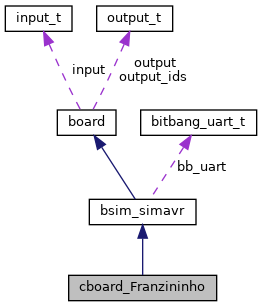 input_t
output_t
input
output
output_ids
board
bitbang_uart_t
bb_uart
bsim_simavr
cboard_Franzininho